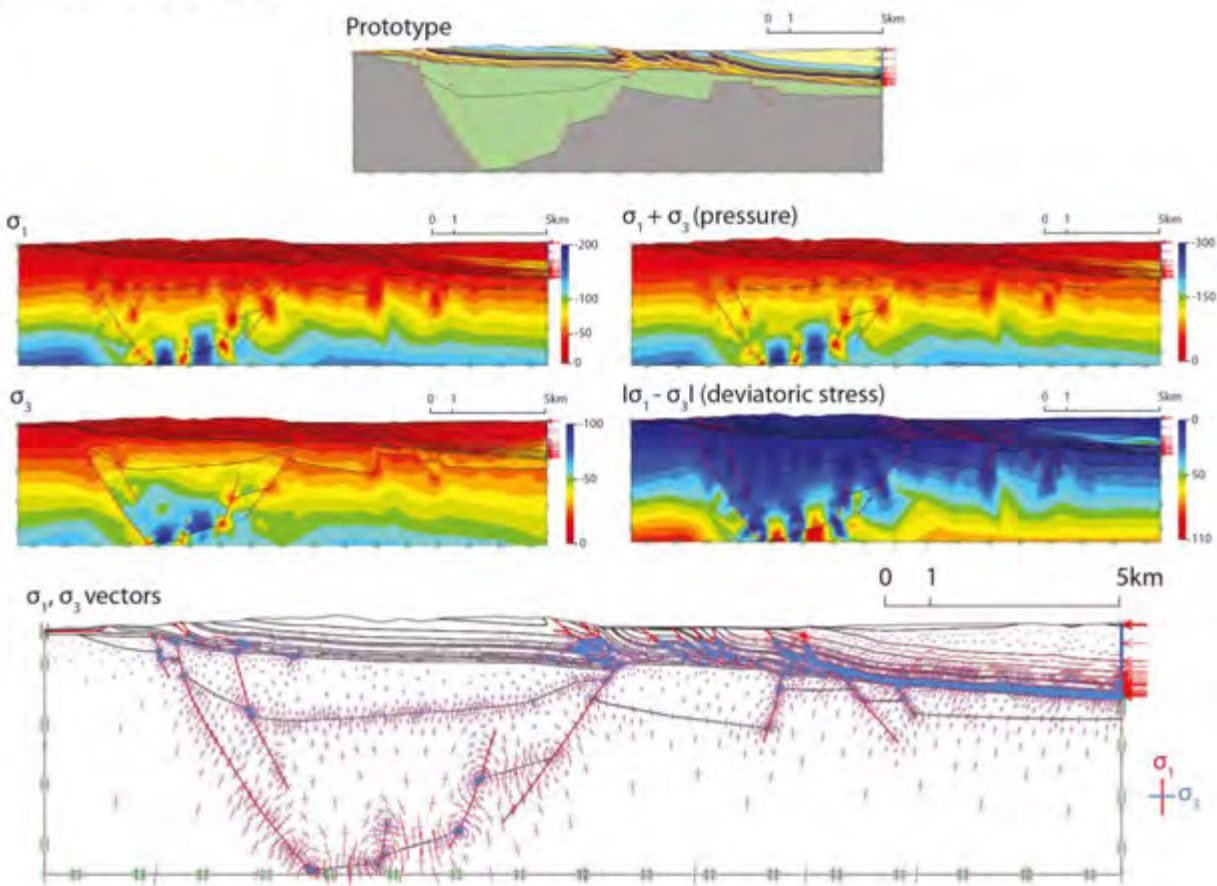 Prototype
0 1 5km
σ1
0 1 5km
-200
-100
-50
0
σ1 + σ3 (pressure)
0 1 5km
-300
-150
0
σ3
0 1 5km
-100
-50
0
|σ1 - σ3| (deviatoric stress)
0 1 5km
-0
-50
-110
σ1, σ3 vectors
0 1 5km
σ1
σ3